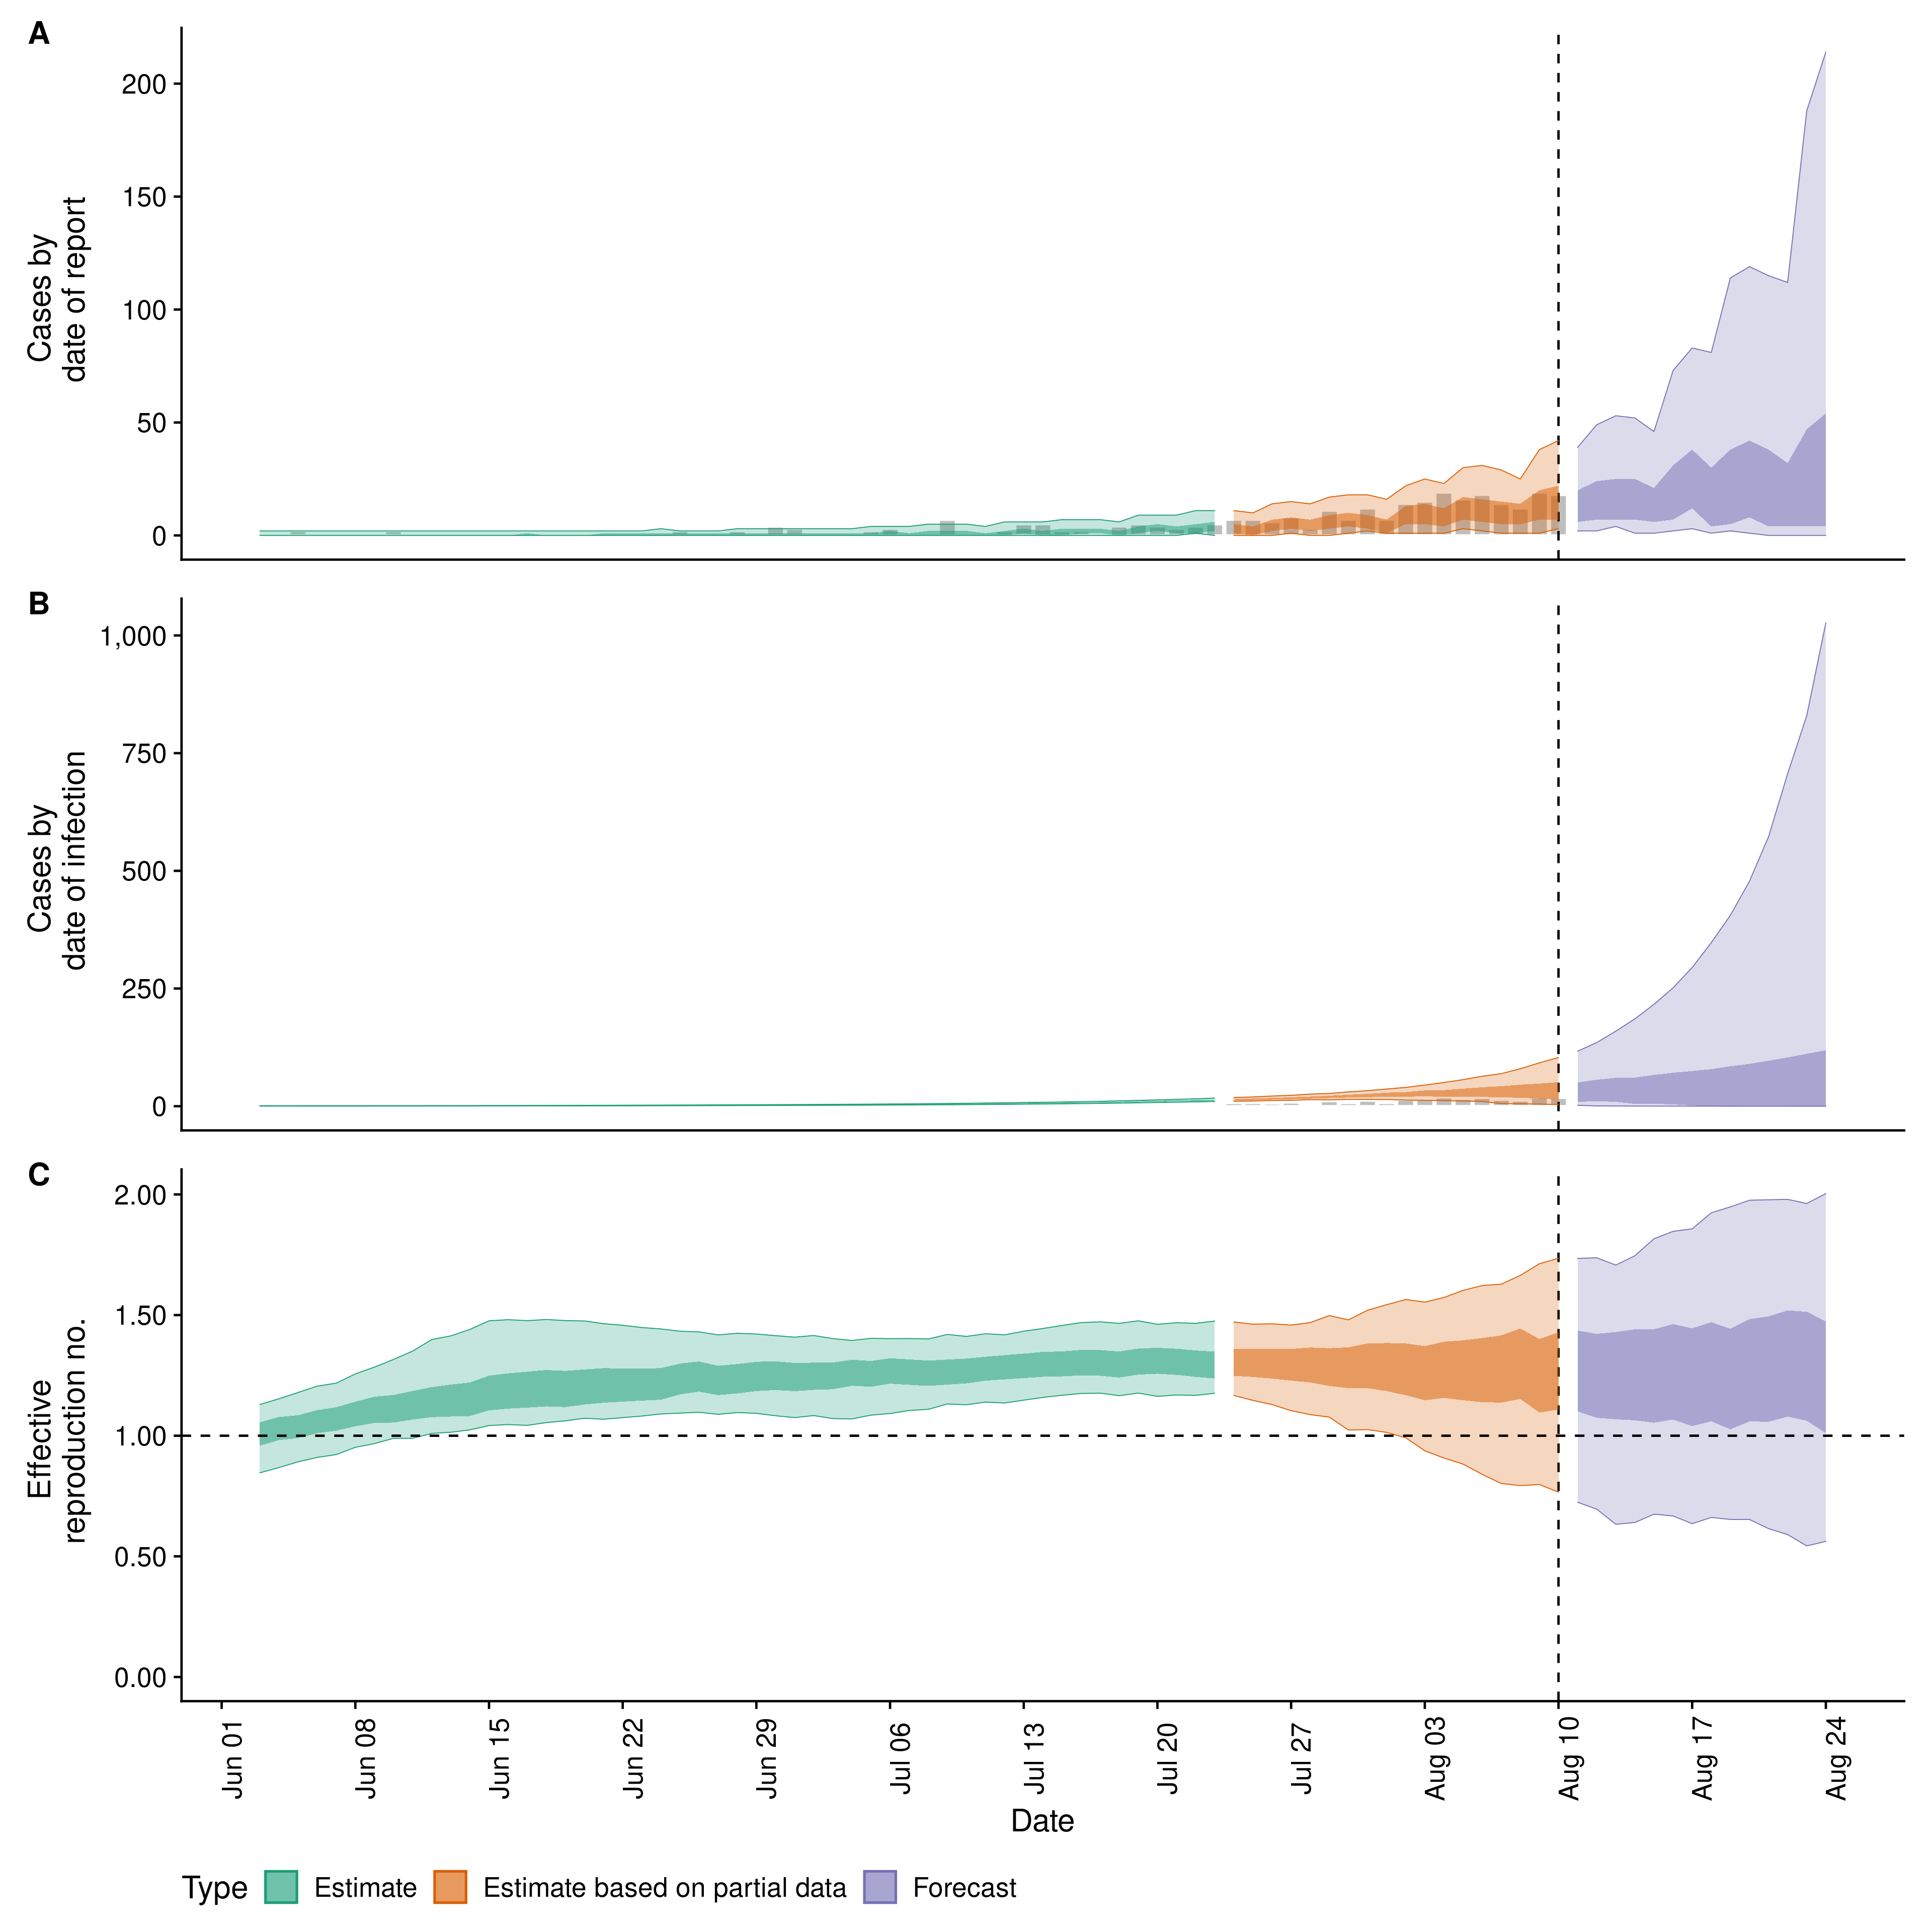 A
200
150
100
50
0
Cases by
date of report
B
1,000
750
500
250
0
Cases by
date of infection
C
2.00
1.50
1.00
0.50
0.00
Effective
reproduction no.
Jun 01
Jun 08
Jun 15
Jun 22
Jun 29
Jul 06
Jul 13
Jul 20
Jul 27
Aug 03
Aug 10
Aug 17
Aug 24
Date
Type Estimate Estimate based on partial data Forecast